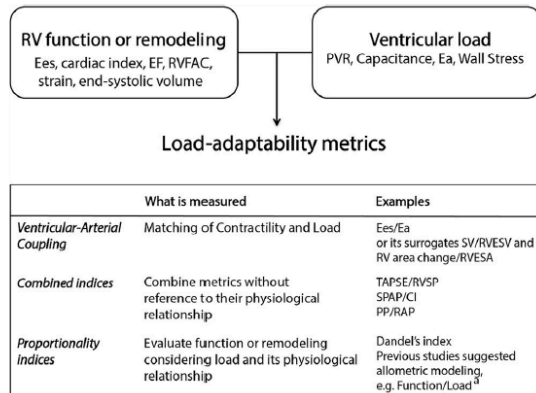 RV function or remodeling
Ees, cardiac index, EF, RVFAC,
strain, end-systolic volume
Ventricular load
PVR, Capacitance, Ea, Wall Stress
Load-adaptability metrics
What is measured
Examples
Ventricular-Arterial
Coupling
Matching of Contractility and Load
Ees/Ea
or its surrogates SV/RVESV and
RV area change/RVESA
Combined indices
Combine metrics without
reference to their physiological
relationship
TAPSE/RVSP
SPAP/CI
PP/RAP
Proportionality
indices
Evaluate function or remodeling
considering load and its physiological
relationship
Dandel's index
Previous studies suggested
allometric modeling,
e.g. Function/Load a